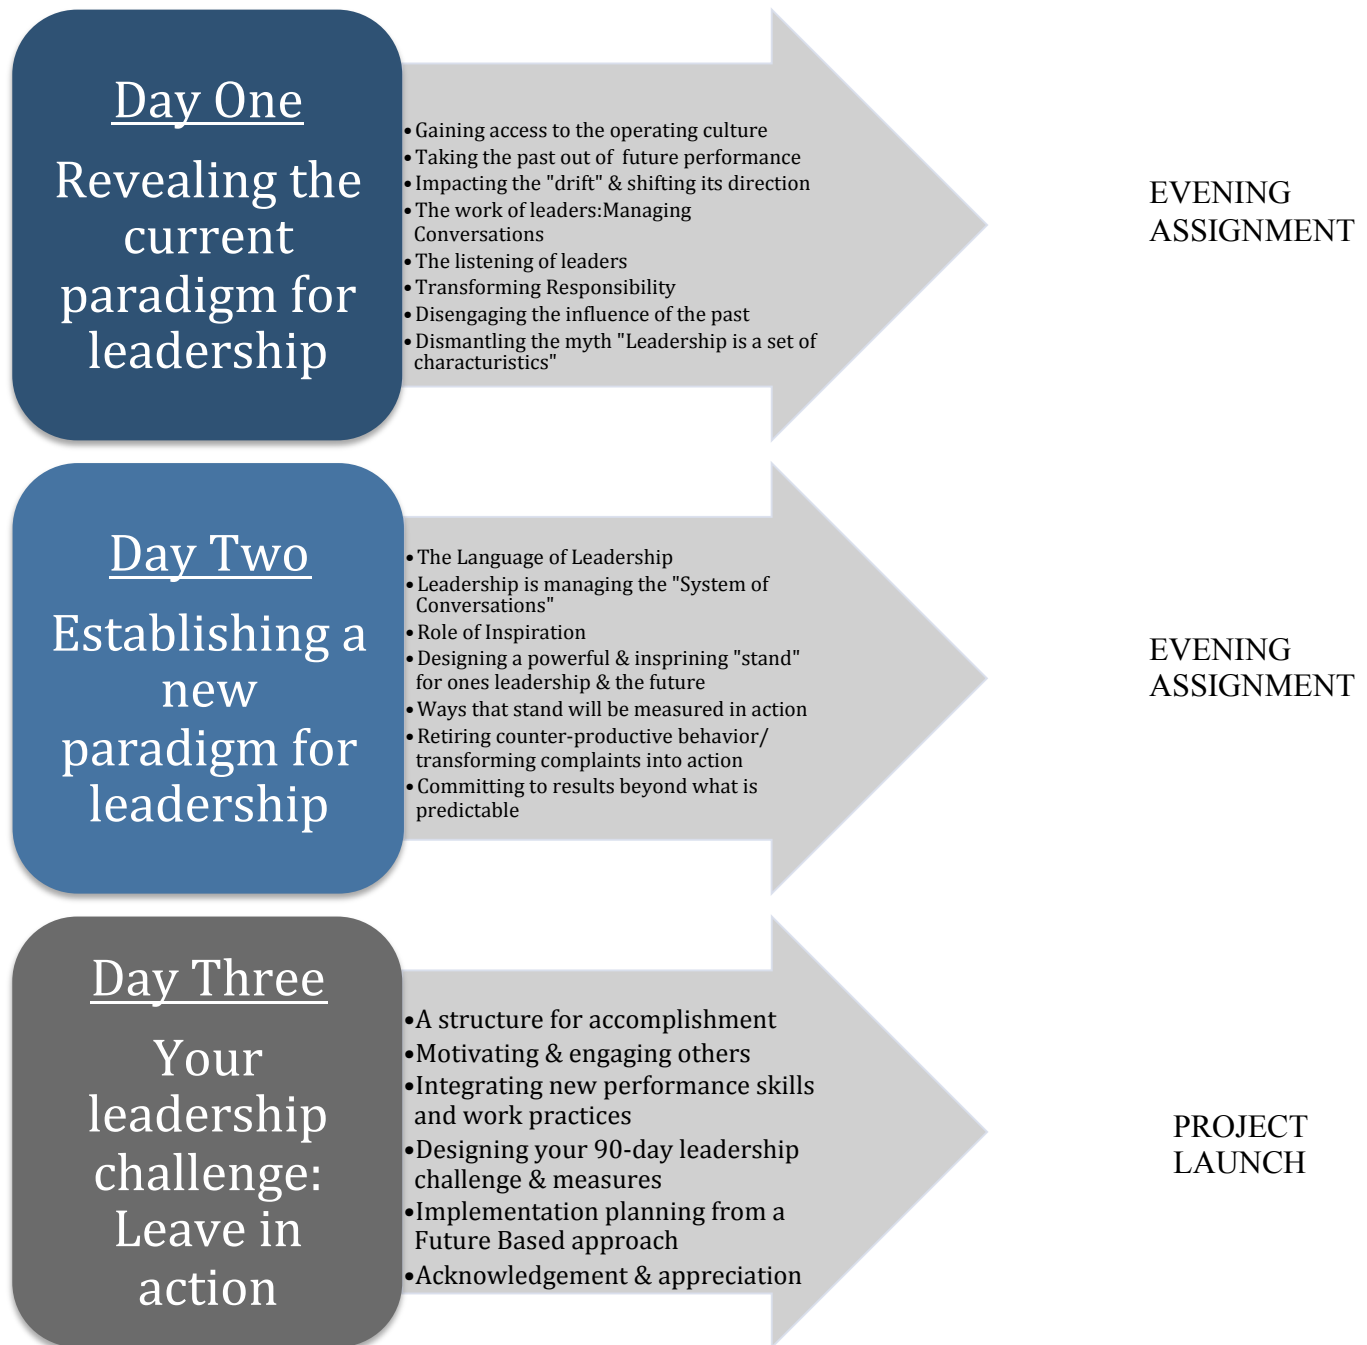 Day One
Revealing the
current
paradigm for
leadership
•Gaining access to the operating culture
•Taking the past out of future performance
•Impacting the "drift" & shifting its direction
•The work of leaders:Managing
Conversations
•The listening of leaders
•Transforming Responsibility
•Disengaging the influence of the past
•Dismantling the myth "Leadership is a set of
characturistics"
EVENING
ASSIGNMENT
Day Two
Establishing a
new
paradigm for
leadership
•The Language of Leadership
•Leadership is managing the "System of
Conversations"
•Role of Inspiration
•Designing a powerful & insprining "stand"
for ones leadership & the future
•Ways that stand will be measured in action
•Retiring counter-productive behavior/
transforming complaints into action
•Committing to results beyond what is
predictable
EVENING
ASSIGNMENT
Day Three
Your
leadership
challenge:
Leave in
action
•A structure for accomplishment
•Motivating & engaging others
•Integrating new performance skills
and work practices
•Designing your 90-day leadership
challenge & measures
•Implementation planning from a
Future Based approach
•Acknowledgement & appreciation
PROJECT
LAUNCH